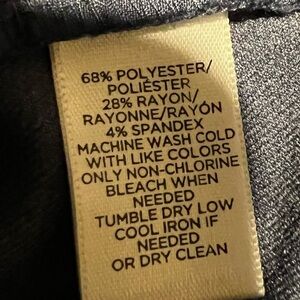 68% POLYESTER/
POLIÉSTER
28% RAYON/
RAYONNE/RAYÓN
4% SPANDEX
MACHINE WASH COLD
WITH LIKE COLORS
ONLY NON-CHLORINE
BLEACH WHEN
NEEDED
TUMBLE DRY LOW
COOL IRON IF
NEEDED
OR DRY CLEAN